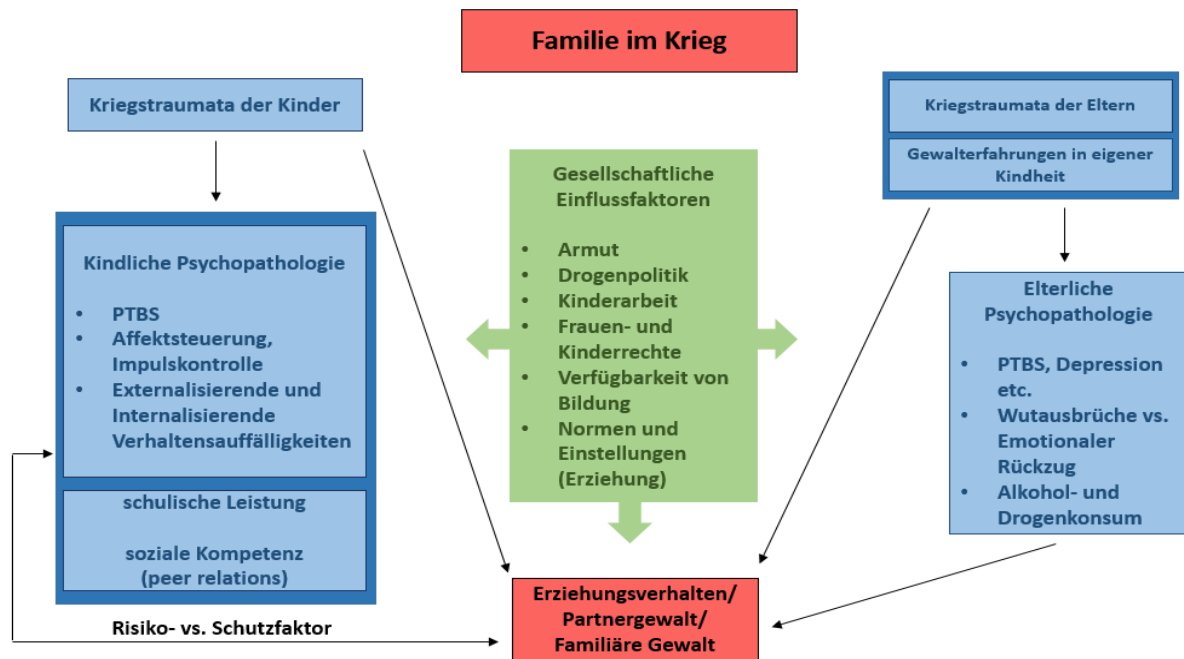 Familie im Krieg
Kriegstraumata der Kinder
Kriegstraumata der Eltern
Gewalterfahrungen in eigener
Kindheit
Gesellschaftliche
Einflussfaktoren
• Armut
• Drogenpolitik
• Kinderarbeit
• Frauen- und
Kinderrechte
• Verfügbarkeit von
Bildung
• Normen und
Einstellungen
(Erziehung)
Kindliche Psychopathologie
• PTBS
• Affektsteuerung,
Impulskontrolle
• Externalisierende und
Internalisierende
Verhaltensauffälligkeiten
schulische Leistung
soziale Kompetenz
(peer relations)
Elterliche
Psychopathologie
• PTBS, Depression
etc.
• Wutausbrüche vs.
Emotionaler
Rückzug
• Alkohol- und
Drogenkonsum
Risiko- vs. Schutzfaktor
Erziehungsverhalten/
Partnergewalt/
Familiäre Gewalt